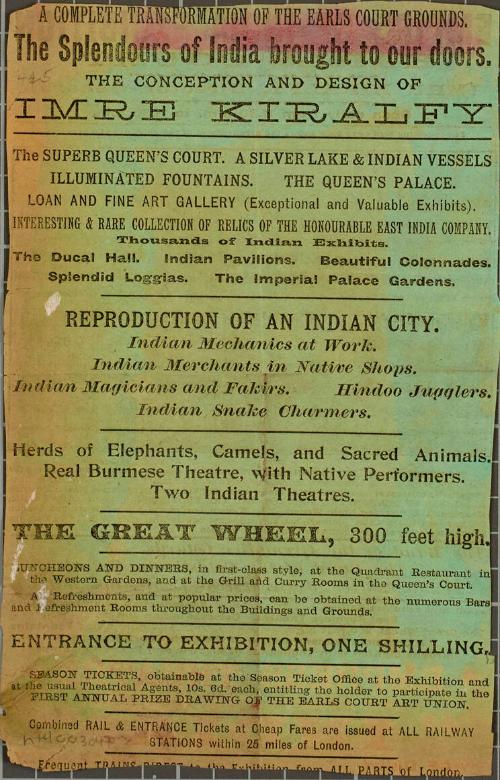 A COMPLETE TRANSFORMATION OF THE EARLS COURT GROUNDS.
The Splendours of India brought to our doors.
THE CONCEPTION AND DESIGN OF
IMRE KIRALFY
The SUPERB QUEEN'S COURT. A SILVER LAKE & INDIAN VESSELS
ILLUMINATED FOUNTAINS. THE QUEEN'S PALACE.
LOAN AND FINE ART GALLERY (Exceptional and Valuable Exhibits).
INTERESTING & RARE COLLECTION OF RELICS OF THE HONOURABLE EAST INDIA COMPANY.
Thousands of Indian Exhibits.
The Ducal Hall. Indian Pavilions. Beautiful Colonnades.
Splendid Loggias. The Imperial Palace Gardens.
REPRODUCTION OF AN INDIAN CITY.
Indian Mechanics at Work.
Indian Merchants in Native Shops.
Indian Magicians and Fakirs. Hindoo Jugglers.
Indian Snake Charmers.
Herds of Elephants, Camels, and Sacred Animals.
Real Burmese Theatre, with Native Performers.
Two Indian Theatres.
THE GREAT WHEEL, 300 feet high.
LUNCHEONS AND DINNERS, in first-class style, at the Quadrant Restaurant in
the Western Gardens, and at the Grill and Curry Rooms in the Queen's Court.
Refreshments, and at popular prices, can be obtained at the numerous Bars
and Refreshment Rooms throughout the Buildings and Grounds.
ENTRANCE TO EXHIBITION, ONE SHILLING.
SEASON TICKETS, obtainable at the Season Ticket Office at the Exhibition and
at the usual Theatrical Agents, 10s. 6d. each, entitling the holder to participate in the
FIRST ANNUAL PRIZE DRAWING OF THE EARLS COURT ART UNION.
Combined RAIL & ENTRANCE Tickets at Cheap Fares are issued at ALL RAILWAY
STATIONS within 25 miles of London.
Frequent TRAINS DIRECT to the Exhibition from ALL PARTS of London.